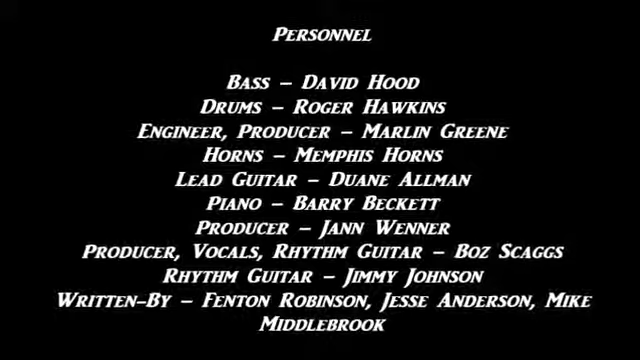 Personnel
Bass – David Hood
Drums – Roger Hawkins
Engineer, Producer – Marlin Greene
Horns – Memphis Horns
Lead Guitar – Duane Allman
Piano – Barry Beckett
Producer – Jann Wenner
Producer, Vocals, Rhythm Guitar – Boz Scaggs
Rhythm Guitar – Jimmy Johnson
Written-By – Fenton Robinson, Jesse Anderson, Mike
Middlebrook